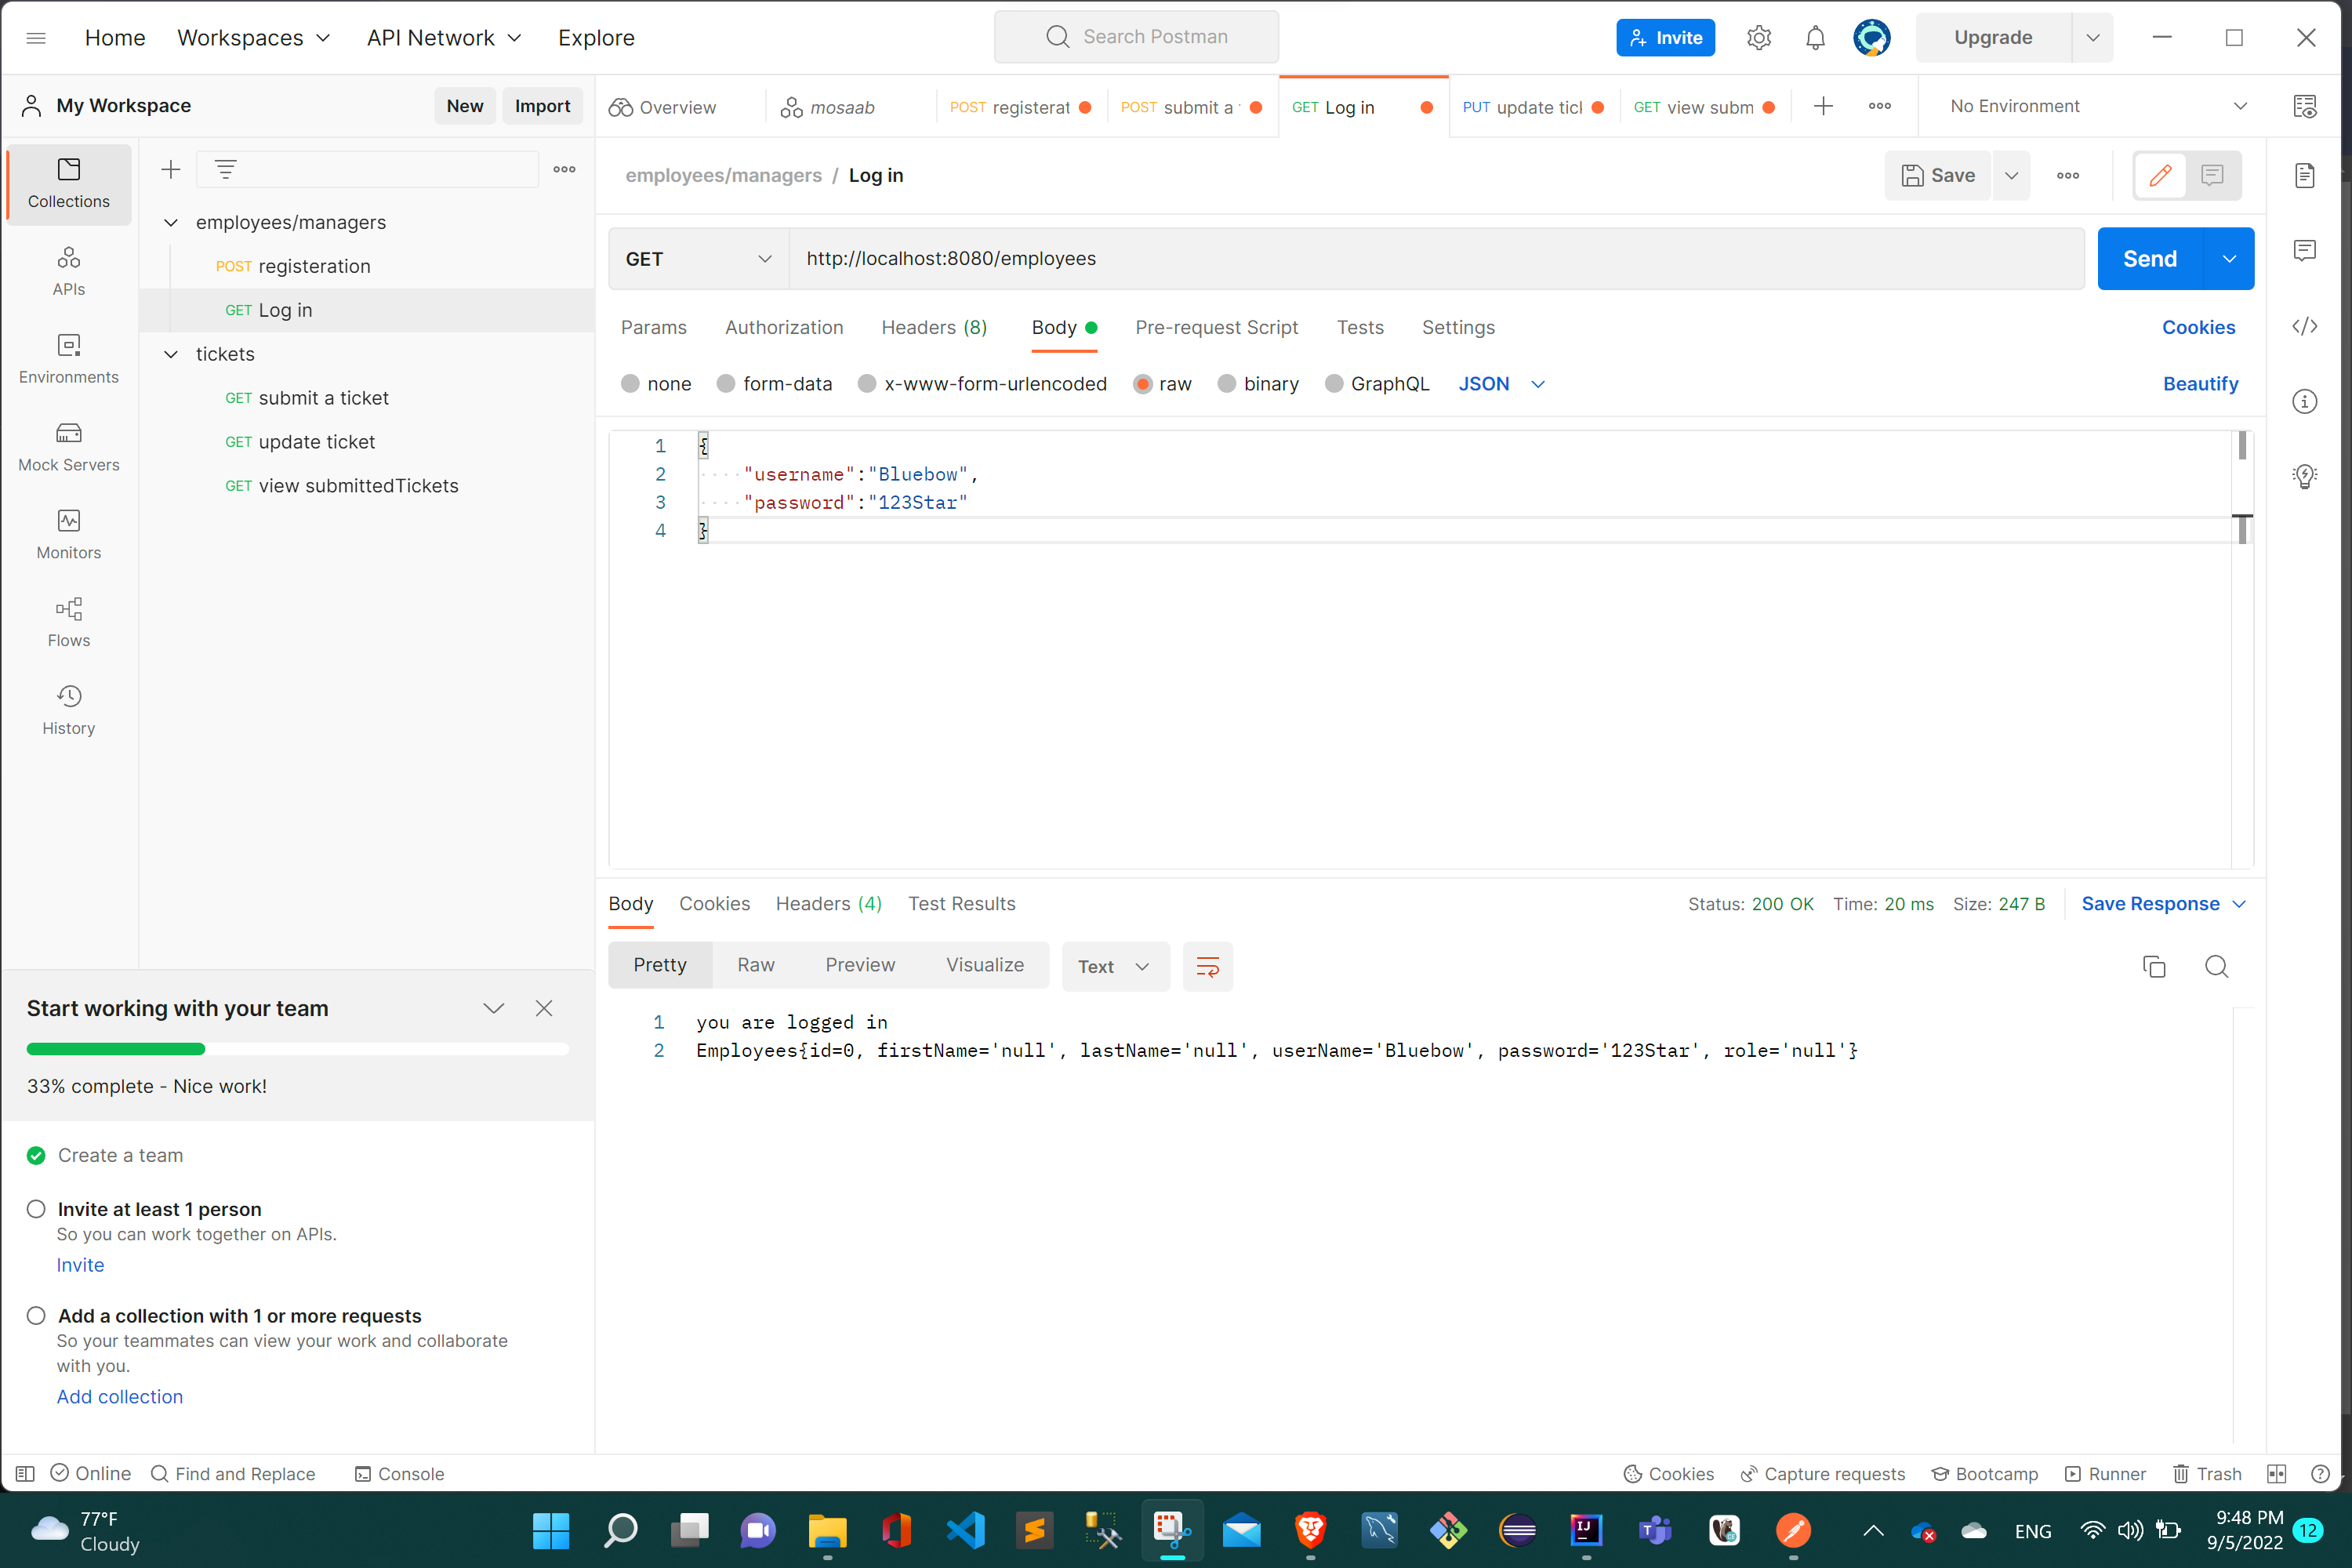 Home Workspaces API Network Explore Search Postman Invite Upgrade
My Workspace New Import
Overview mosaab POST registerat POST submit a GET Log in PUT update ticl GET view subm No Environment
Collections
APIs
Environments
Mock Servers
Monitors
Flows
History
employees/managers
POST registeration
GET Log in
tickets
GET submit a ticket
GET update ticket
GET view submittedTickets
employees/managers / Log in Save
GET http://localhost:8080/employees Send
Params Authorization Headers (8) Body Pre-request Script Tests Settings Cookies
none form-data x-www-form-urlencoded raw binary GraphQL JSON Beautify
1 {
2 "username":"Bluebow",
3 "password":"123Star"
4 }
Body Cookies Headers (4) Test Results Status: 200 OK Time: 20 ms Size: 247 B Save Response
Pretty Raw Preview Visualize Text
1 you are logged in
2 Employees{id=0, firstName='null', lastName='null', userName='Bluebow', password='123Star', role='null'}
Start working with your team
33% complete - Nice work!
Create a team
Invite at least 1 person
So you can work together on APIs.
Invite
Add a collection with 1 or more requests
So your teammates can view your work and collaborate
with you.
Add collection
Online Find and Replace Console Cookies Capture requests Bootcamp Runner Trash
77°F
Cloudy
ENG
9:48 PM
9/5/2022
12